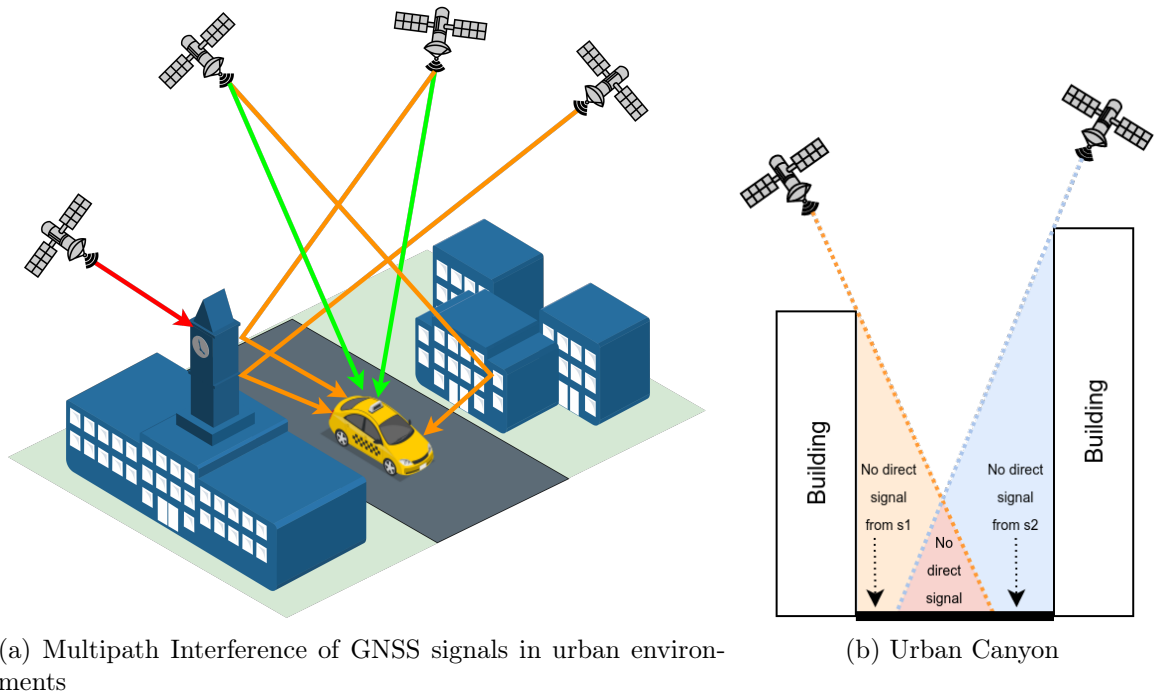 Building
Building
No direct
signal
from s1
No direct
signal
from s2
No
direct
signal
(a) Multipath Interference of GNSS signals in urban environ-
ments
(b) Urban Canyon